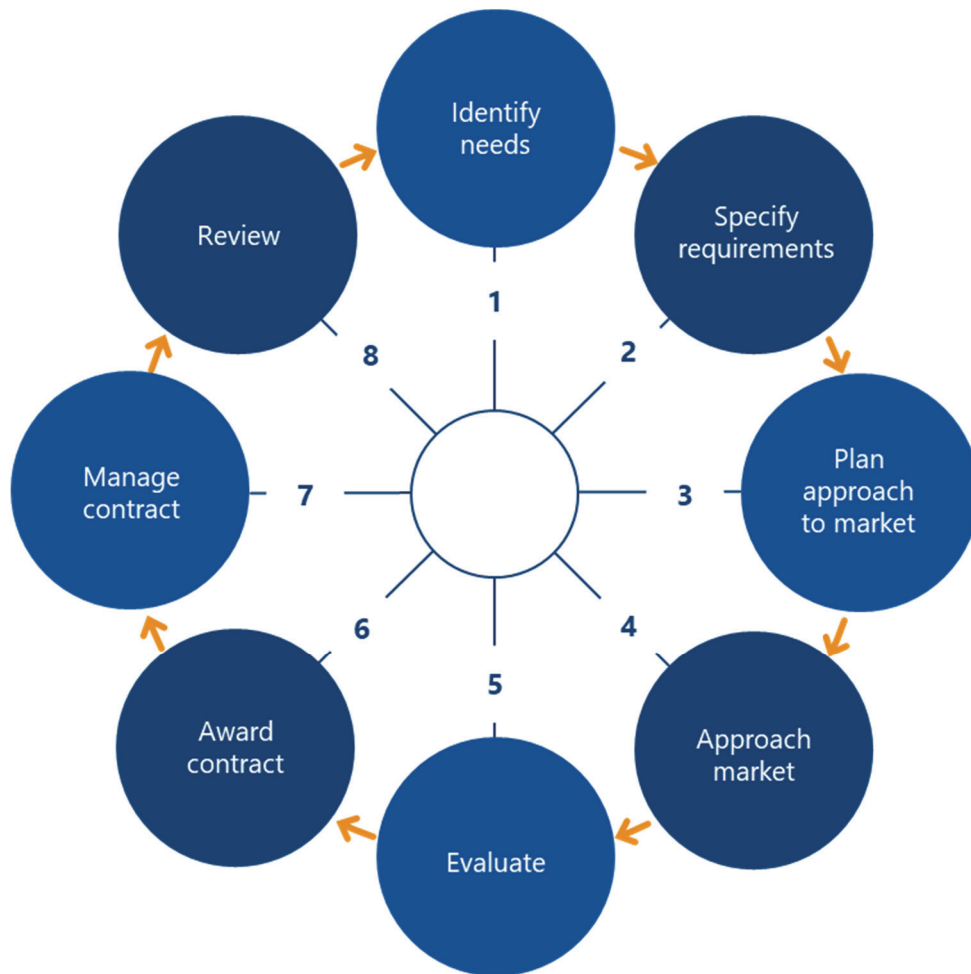 Identify
needs
1
Specify
requirements
2
Plan
approach
to market
3
Approach
market
4
Evaluate
5
Award
contract
6
Manage
contract
7
Review
8